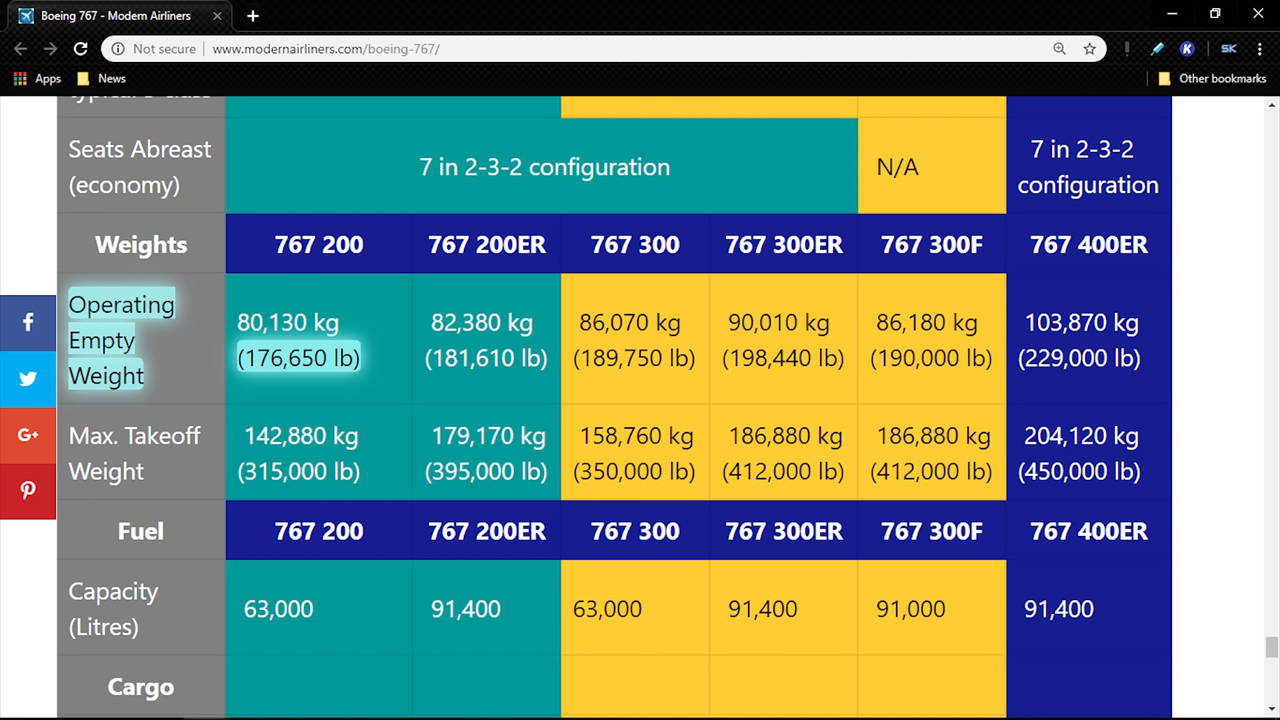 Boeing 767 - Modern Airliners
Not secure www.modernairliners.com/boeing-767/
K SK
Apps News Other bookmarks
Seats Abreast
(economy)
7 in 2-3-2 configuration
N/A
7 in 2-3-2
configuration
Weights 767 200 767 200ER 767 300 767 300ER 767 300F 767 400ER
Operating
Empty
Weight
80,130 kg 82,380 kg 86,070 kg 90,010 kg 86,180 kg 103,870 kg
(176,650 lb) (181,610 lb) (189,750 lb) (198,440 lb) (190,000 lb) (229,000 lb)
Max. Takeoff
Weight
142,880 kg 179,170 kg 158,760 kg 186,880 kg 186,880 kg 204,120 kg
(315,000 lb) (395,000 lb) (350,000 lb) (412,000 lb) (412,000 lb) (450,000 lb)
Fuel 767 200 767 200ER 767 300 767 300ER 767 300F 767 400ER
Capacity
(Litres)
63,000 91,400 63,000 91,400 91,000 91,400
Cargo
f
G+